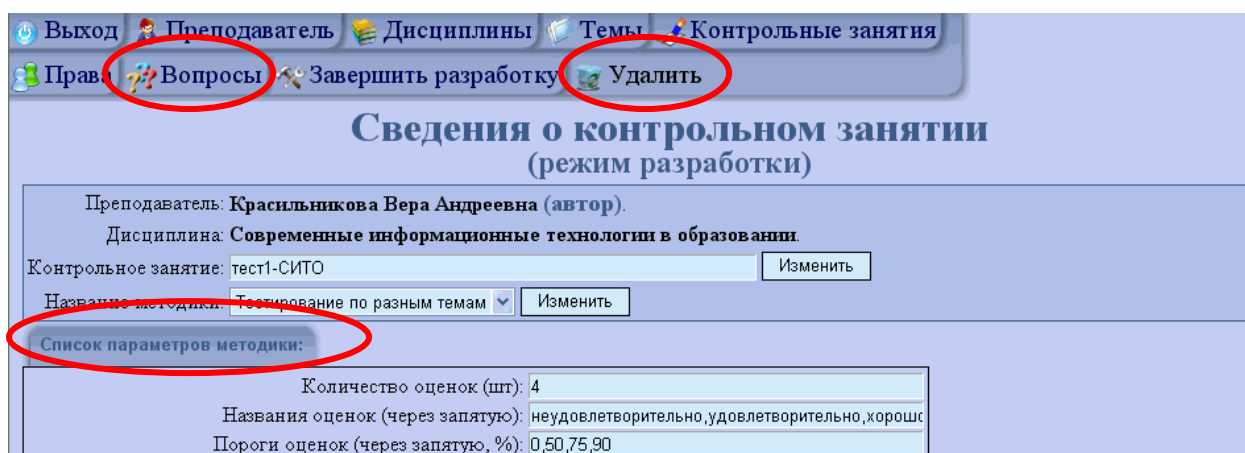 Выход Преподаватель Дисциплины Темы Контрольные занятия
Права Вопросы Завершить разработку Удалить
Сведения о контрольном занятии
(режим разработки)
Преподаватель: Красильникова Вера Андреевна (автор).
Дисциплина: Современные информационные технологии в образовании.
Контрольное занятие: тест1-СИТО Изменить
Название методики: Тестирование по разным темам Изменить
Список параметров методики:
Количество оценок (шт): 4
Названия оценок (через запятую): неудовлетворительно,удовлетворительно,хорошо
Пороги оценок (через запятую, %): 0,50,75,90